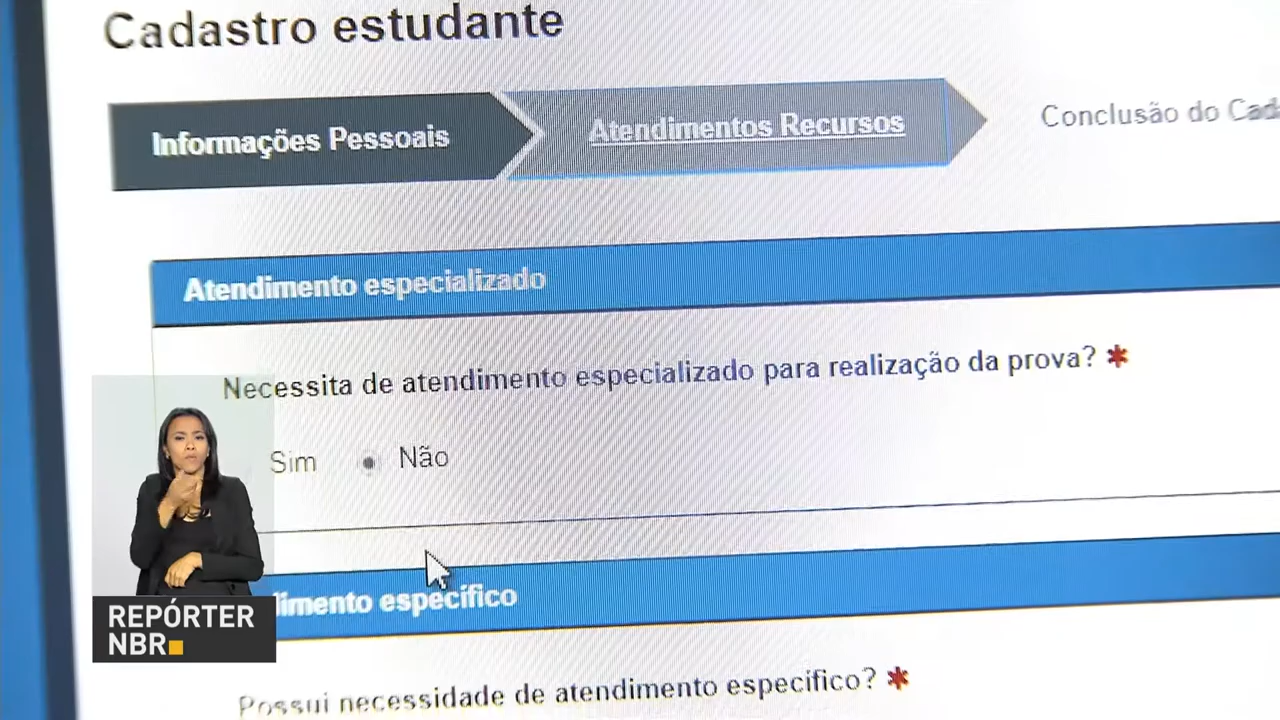 Cadastro estudante
Informações Pessoais
Atendimentos Recursos
Conclusão do
Atendimento especializado
Necessita de atendimento especializado para realização da prova? *
Sim
Não
específico
Possui necessidade de atendimento específico? *
REPÓRTER
NBR